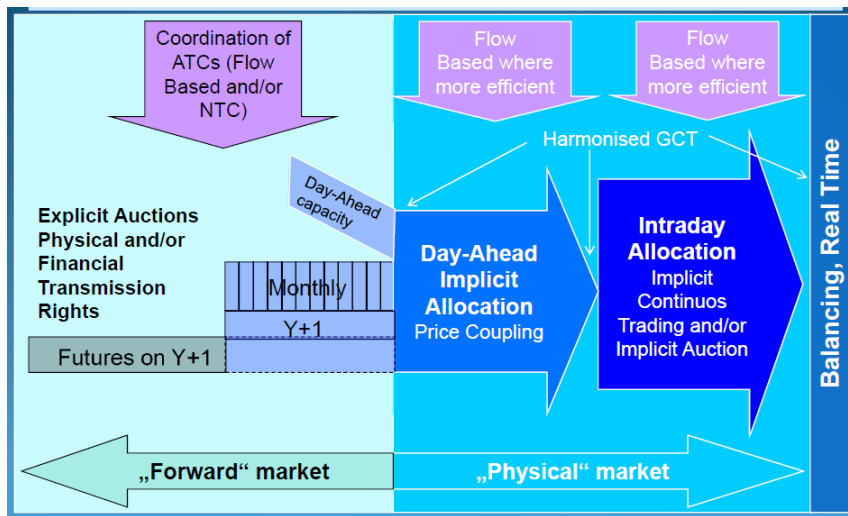 Coordination of
ATCs (Flow
Based and/or
NTC)
Flow
Based where
more efficient
Flow
Based where
more efficient
Harmonised GCT
Day-Ahead
capacity
Explicit Auctions
Physical and/or
Financial
Transmission
Rights
Monthly
Y+1
Futures on Y+1
Day-Ahead
Implicit
Allocation
Price Coupling
Intraday
Allocation
Implicit
Continuos
Trading and/or
Implicit Auction
Balancing, Real Time
„Forward“ market
„Physical“ market